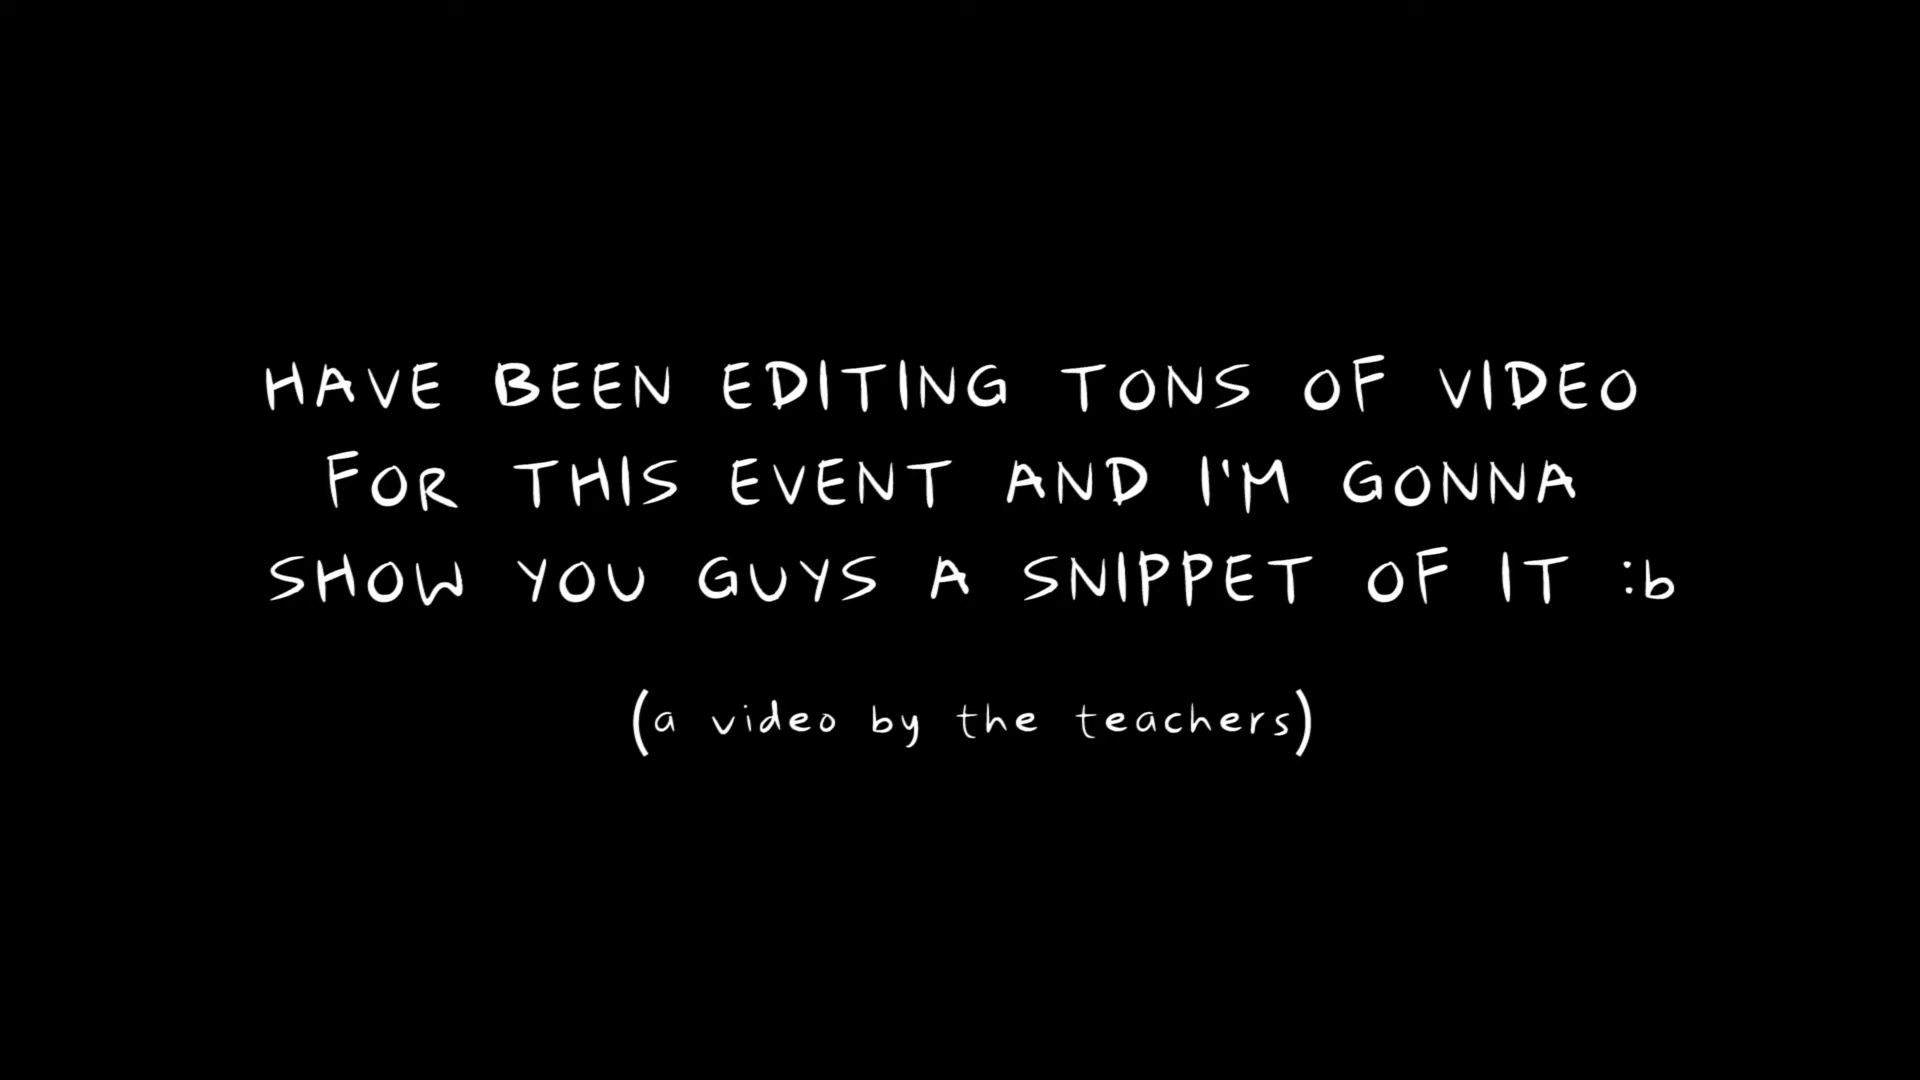 HAVE BEEN EDITING TONS OF VIDEO
FOR THIS EVENT AND I'M GONNA
SHOW YOU GUYS A SNIPPET OF IT :b
(a video by the teachers)